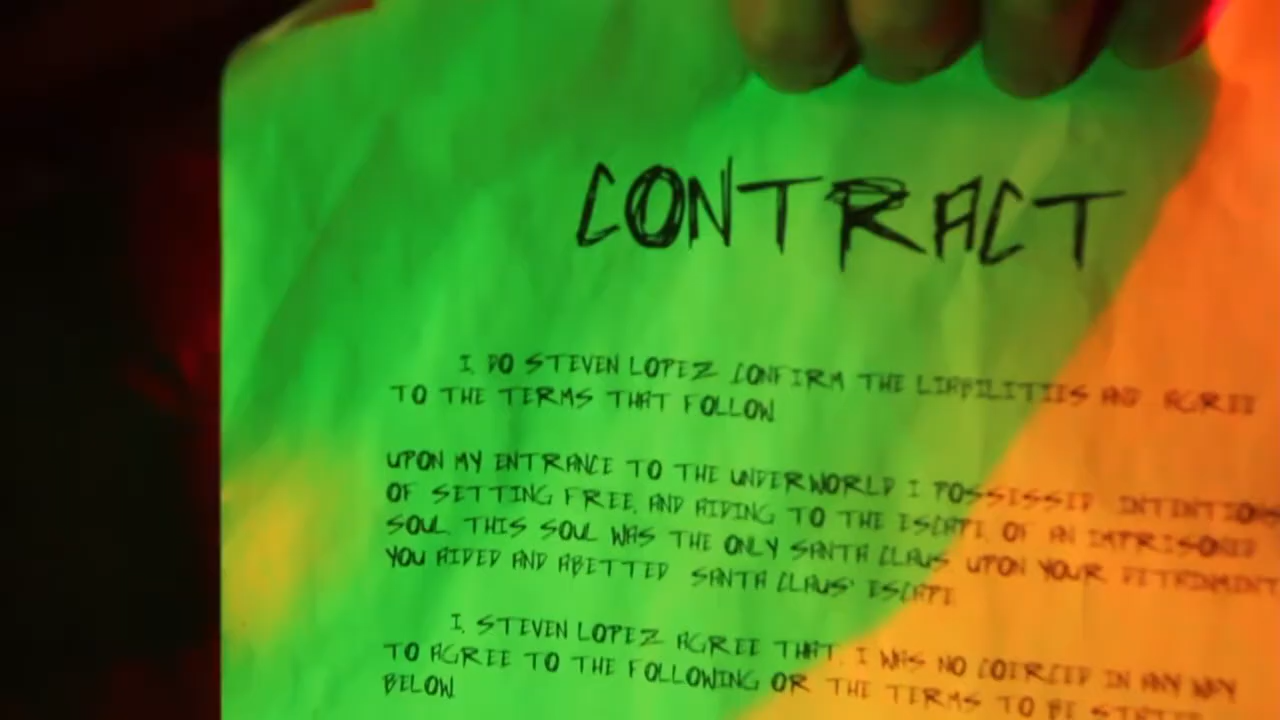 CONTRACT
I, DO STEVEN LOPEZ CONFIRM THE LIABILITIES AND AGREE
TO THE TERMS THAT FOLLOW.
UPON MY ENTRANCE TO THE UNDERWORLD I POSSESSED INTENTIONS
OF SETTING FREE, AND AIDING TO THE ESCAPE OF AN IMPRISONED
SOUL. THIS SOUL WAS THE ONLY SANTA CLAUS. UPON YOUR DETAINMENT
YOU AIDED AND ABETTED SANTA CLAUS' ESCAPE.
I, STEVEN LOPEZ AGREE THAT, I WAS NO COERCED IN ANY WAY
TO AGREE TO THE FOLLOWING OR THE TERMS TO BE STATED
BELOW.